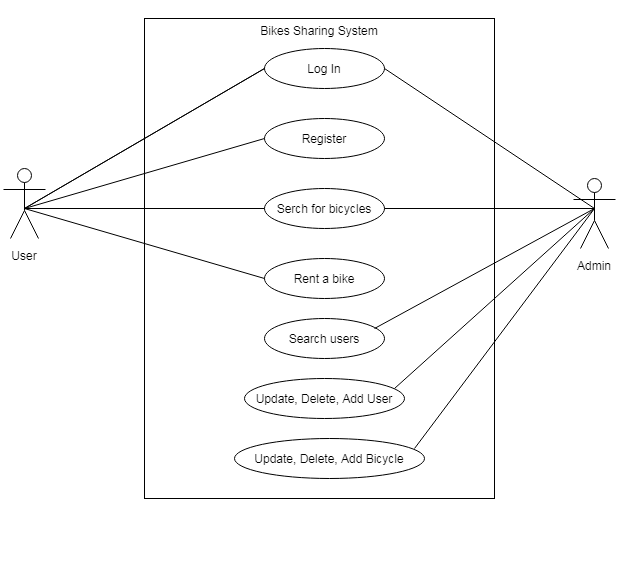 Bikes Sharing System
Log In
Register
Serch for bicycles
User
Admin
Rent a bike
Search users
Update, Delete, Add User
Update, Delete, Add Bicycle